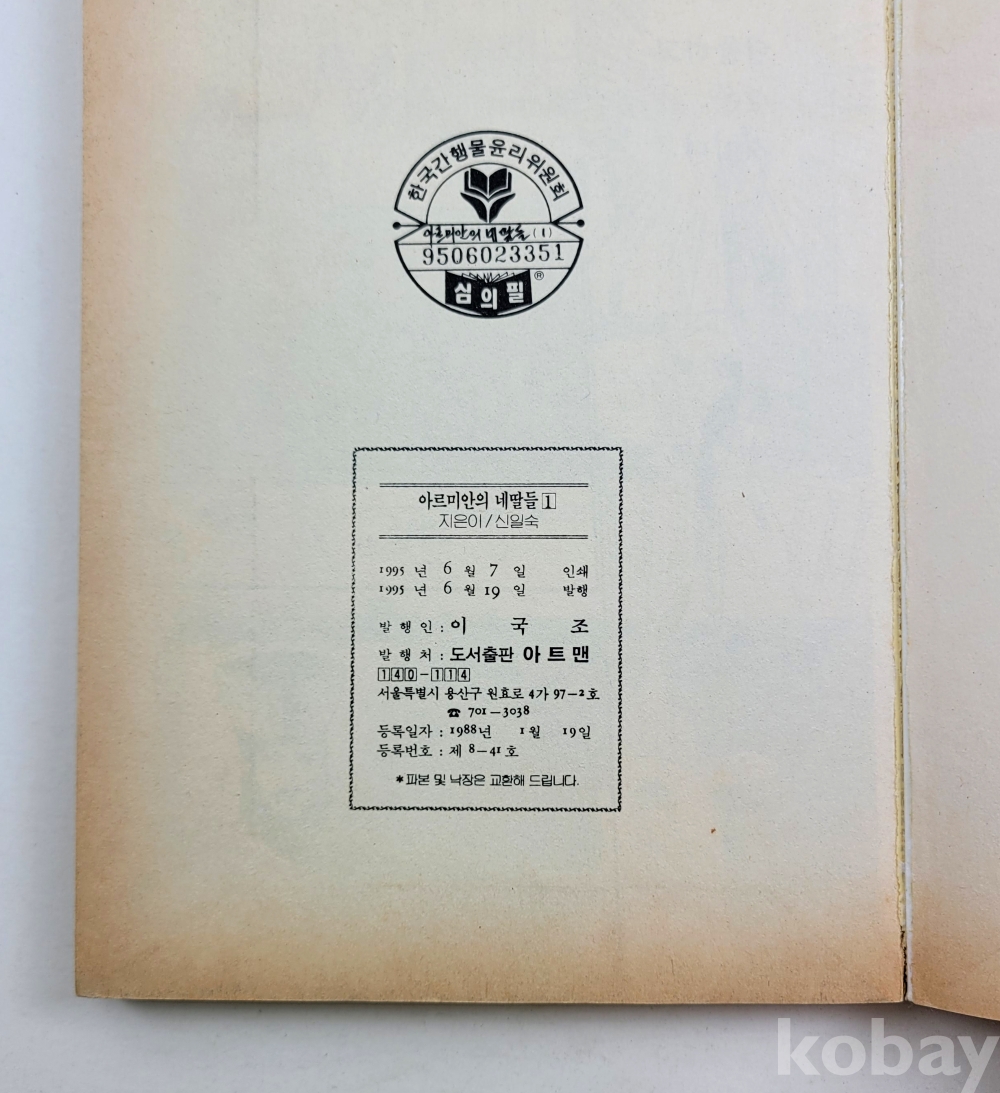 한국간행물윤리위원회
아르미안의 네딸들 (1)
9506023351
심의필 ®
아르미안의 네딸들 1
지은이/신일숙
1995 년 6 월 7 일 인쇄
1995 년 6 월 19 일 발행
발행인 : 이 국 조
발행처 : 도서출판 아트맨
140-114
서울특별시 용산구 원효로 4가 97-2호
☎ 701-3038
등록일자 : 1988년 1월 19일
등록번호 : 제 8-41 호
*파본 및 낙장은 교환해 드립니다.
kobay